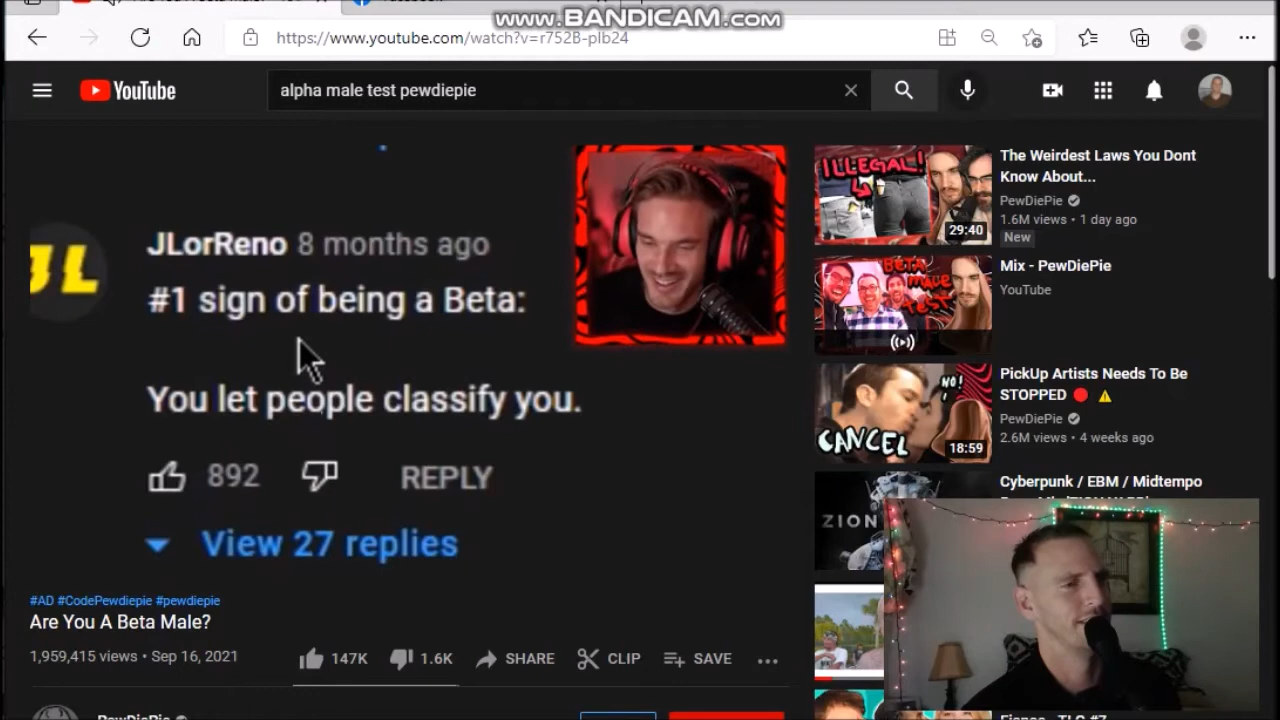 www.BANDICAM.com
https://www.youtube.com/watch?v=r752B-plb24
YouTube
alpha male test pewdiepie
JL
JLorReno 8 months ago
#1 sign of being a Beta:
You let people classify you.
892 REPLY
View 27 replies
#AD #CodePewdiepie #pewdiepie
Are You A Beta Male?
1,959,415 views • Sep 16, 2021
147K 1.6K SHARE CLIP SAVE
PewDiePie
ILLEGAL!
29:40
The Weirdest Laws You Dont
Know About...
PewDiePie
1.6M views • 1 day ago
New
BETA
MALE
TEST
Mix - PewDiePie
YouTube
NO!
CANCEL
18:59
PickUp Artists Needs To Be
STOPPED
PewDiePie
2.6M views • 4 weeks ago
ZION
Cyberpunk / EBM / Midtempo